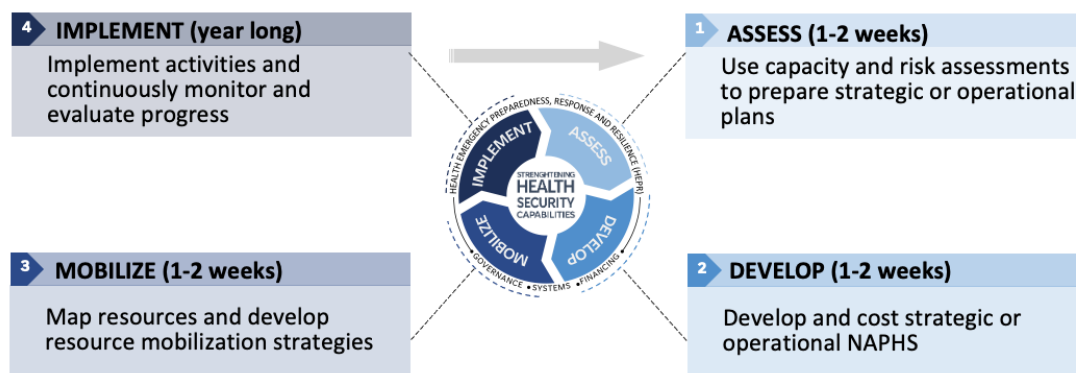 4 IMPLEMENT (year long)
Implement activities and
continuously monitor and
evaluate progress
1 ASSESS (1-2 weeks)
Use capacity and risk assessments
to prepare strategic or operational
plans
HEALTH EMERGENCY PREPAREDNESS, RESPONSE AND RESILIENCE (HEPR)
IMPLEMENT
ASSESS
STRENGHTENING
HEALTH
SECURITY
CAPABILITIES
MOBILIZE
DEVELOP
•GOVERNANCE •SYSTEMS •FINANCING•
3 MOBILIZE (1-2 weeks)
Map resources and develop
resource mobilization strategies
2 DEVELOP (1-2 weeks)
Develop and cost strategic or
operational NAPHS